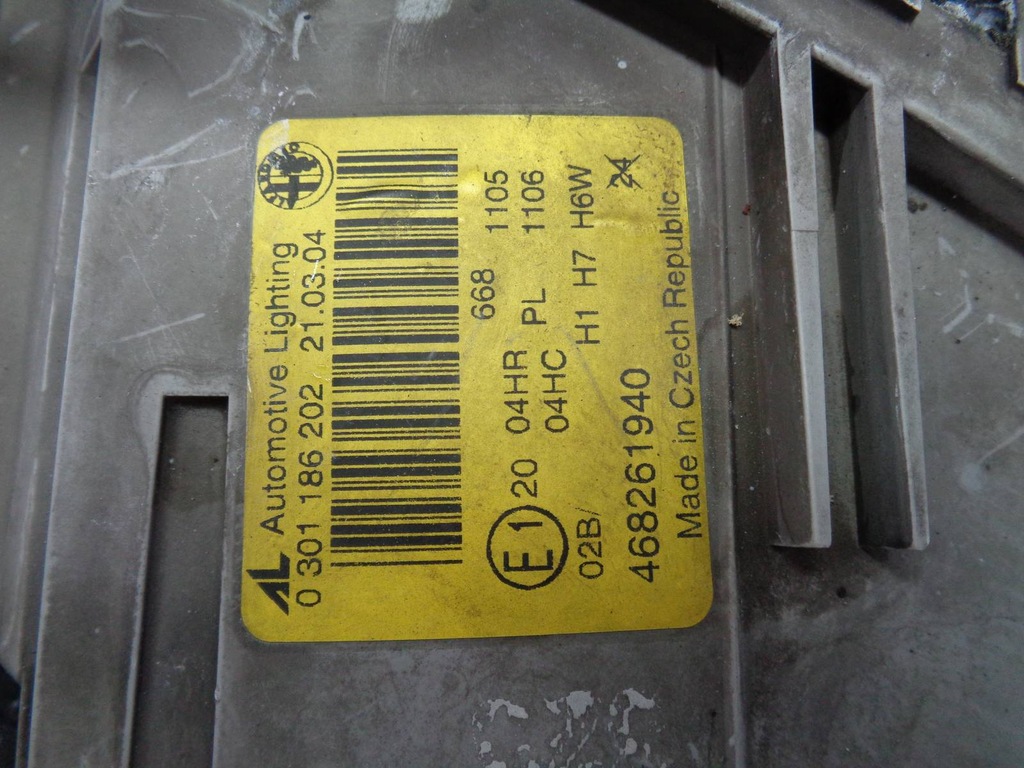 AL Automotive Lighting
0 301 186 202 21.03.04
668
E1 20 04HR PL 1105
04HC 1106
02B/ H1 H7 H6W
468261940 24
Made in Czech Republic